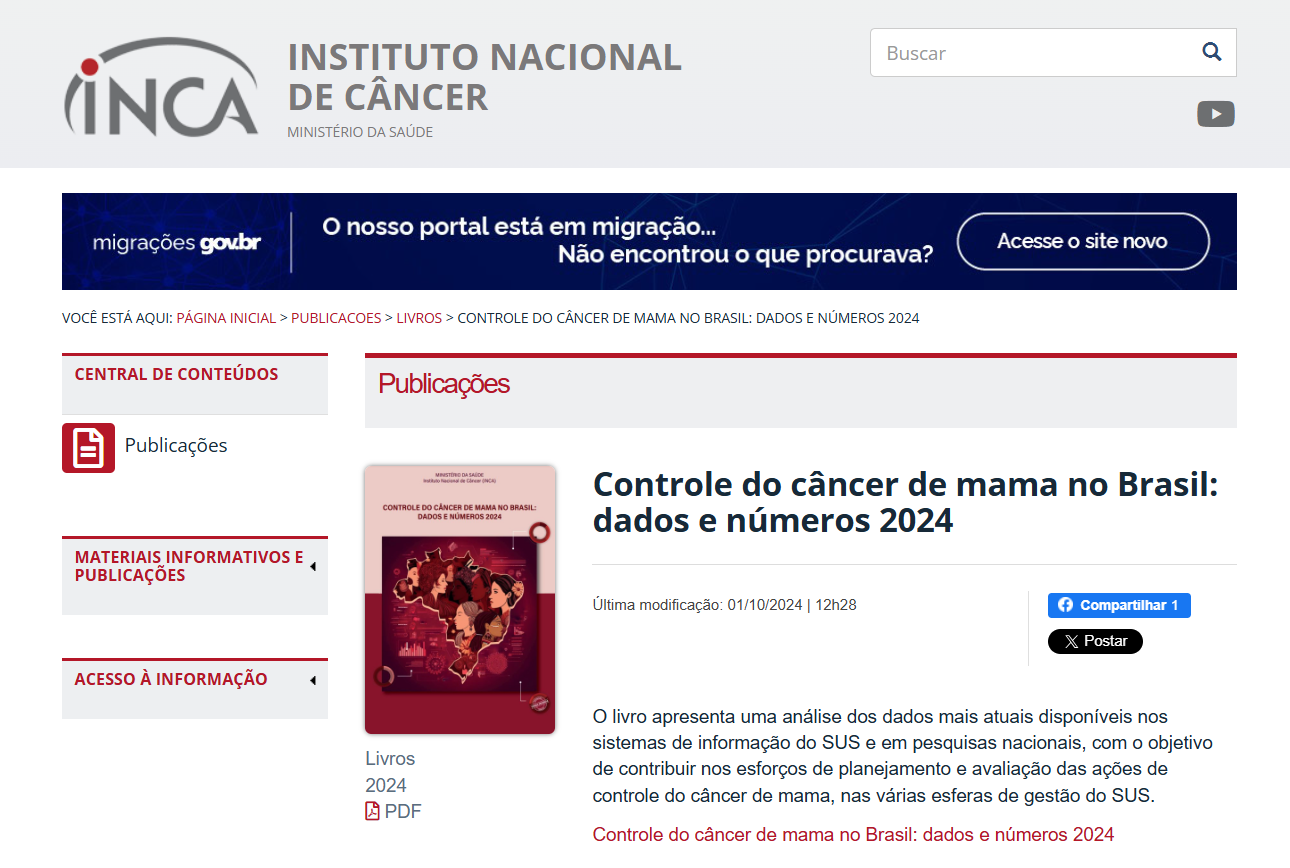 INCA
INSTITUTO NACIONAL
DE CÂNCER
MINISTÉRIO DA SAÚDE
Buscar
migrações gov.br
O nosso portal está em migração...
Não encontrou o que procurava?
Acesse o site novo
VOCÊ ESTÁ AQUI: PÁGINA INICIAL > PUBLICACOES > LIVROS > CONTROLE DO CÂNCER DE MAMA NO BRASIL: DADOS E NÚMEROS 2024
CENTRAL DE CONTEÚDOS
Publicações
MATERIAIS INFORMATIVOS E
PUBLICAÇÕES
ACESSO À INFORMAÇÃO
Publicações
MINISTÉRIO DA SAÚDE
Instituto Nacional de Câncer (INCA)
CONTROLE DO CÂNCER DE MAMA NO BRASIL:
DADOS E NÚMEROS 2024
Livros
2024
PDF
Controle do câncer de mama no Brasil:
dados e números 2024
Última modificação: 01/10/2024 | 12h28
Compartilhar 1
Postar
O livro apresenta uma análise dos dados mais atuais disponíveis nos
sistemas de informação do SUS e em pesquisas nacionais, com o objetivo
de contribuir nos esforços de planejamento e avaliação das ações de
controle do câncer de mama, nas várias esferas de gestão do SUS.
Controle do câncer de mama no Brasil: dados e números 2024